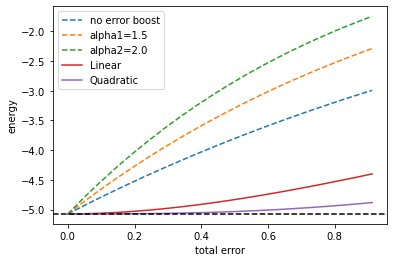 no error boost
alpha1=1.5
alpha2=2.0
Linear
Quadratic
−2.0
−2.5
−3.0
−3.5
−4.0
−4.5
−5.0
energy
0.0 0.2 0.4 0.6 0.8
total error